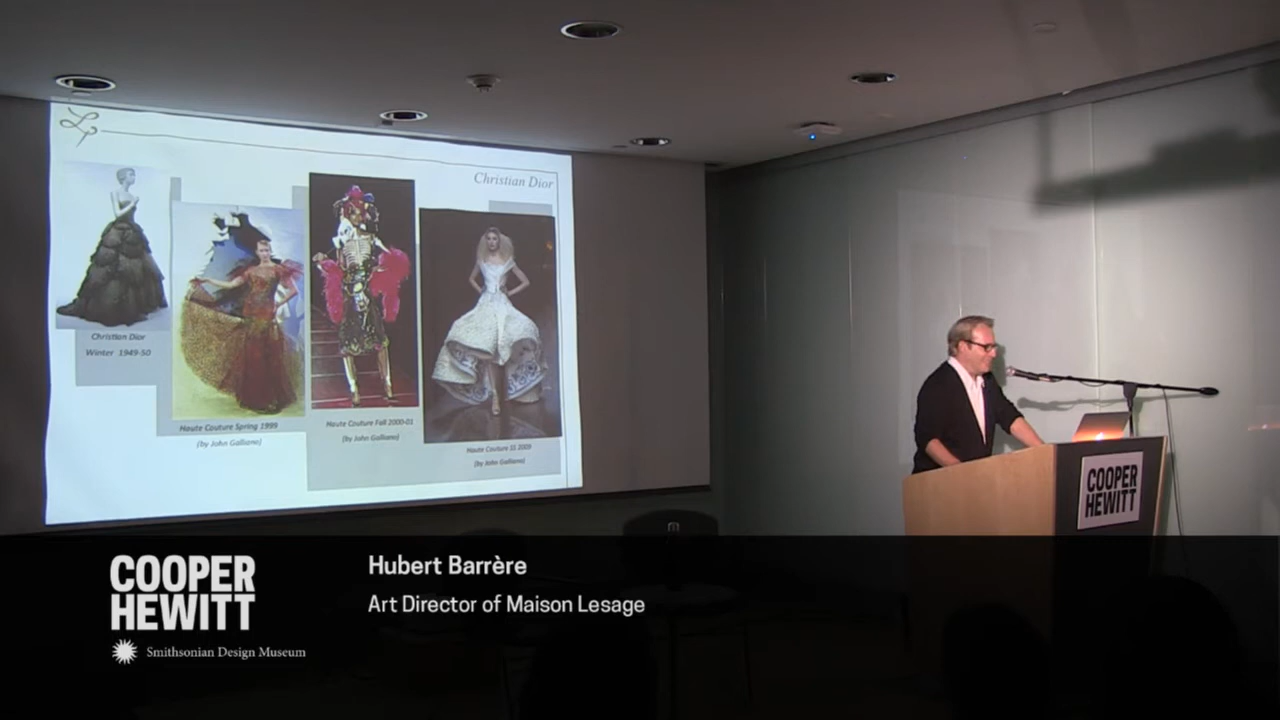 Christian Dior
Christian Dior
Winter 1949-50
Haute Couture Spring 1999
(by John Galliano)
Haute Couture Fall 2000-01
(by John Galliano)
Haute Couture SS 2009
(by John Galliano)
COOPER
HEWITT
COOPER
HEWITT
Smithsonian Design Museum
Hubert Barrère
Art Director of Maison Lesage